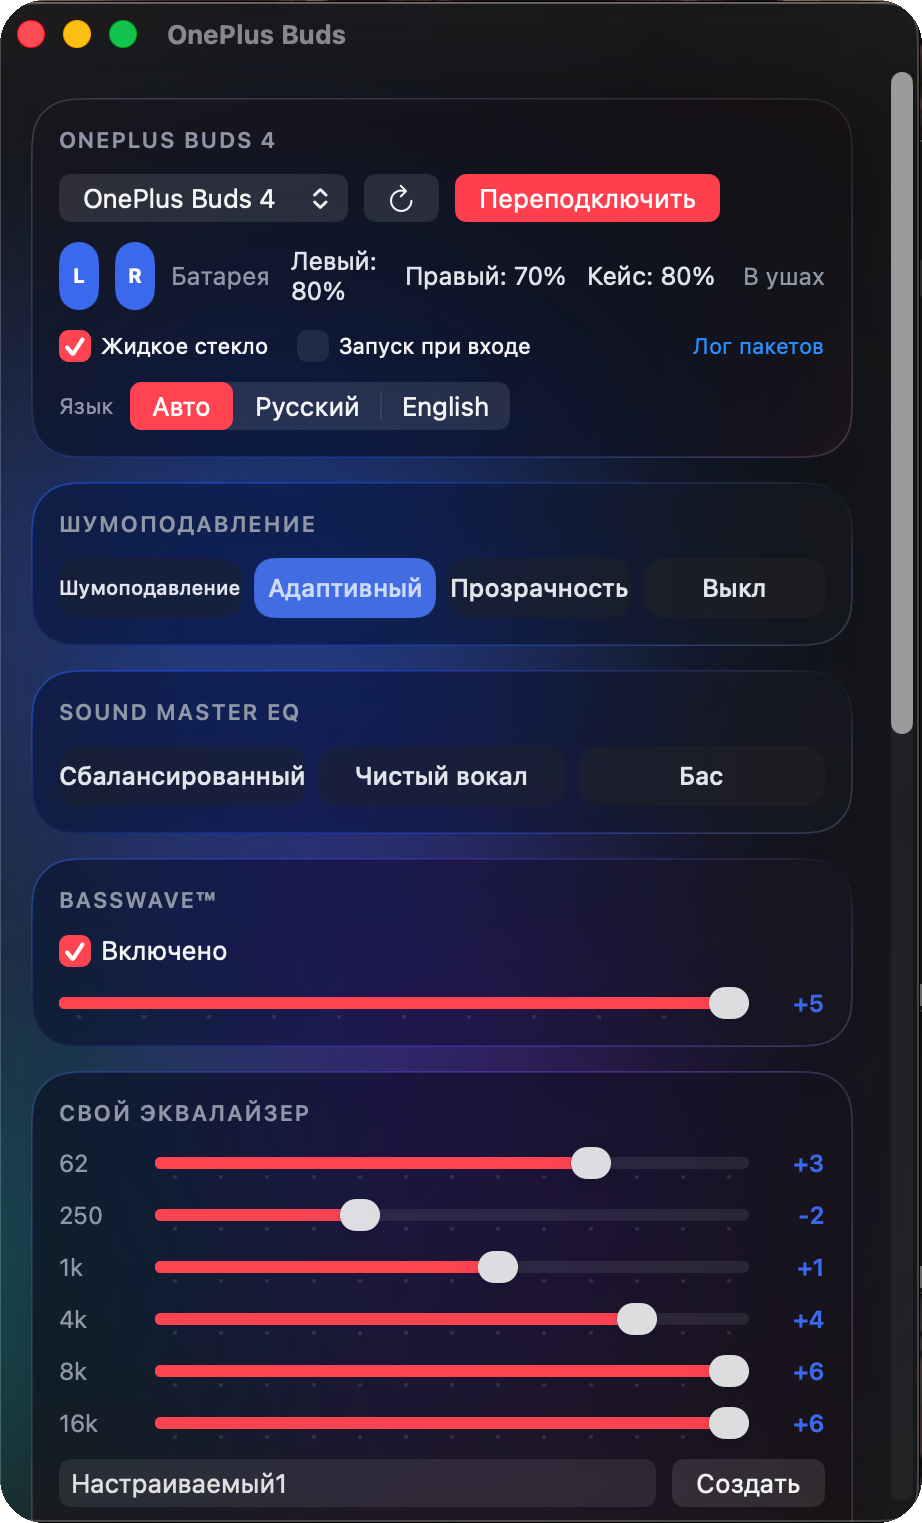 OnePlus Buds
ONEPLUS BUDS 4
OnePlus Buds 4
Переподключить
L R Батарея Левый: 80% Правый: 70% Кейс: 80% В ушах
Жидкое стекло Запуск при входе Лог пакетов
Язык Авто Русский English
ШУМОПОДАВЛЕНИЕ
Шумоподавление Адаптивный Прозрачность Выкл
SOUND MASTER EQ
Сбалансированный Чистый вокал Бас
BASSWAVE™
Включено
+5
СВОЙ ЭКВАЛАЙЗЕР
62 +3
250 -2
1k +1
4k +4
8k +6
16k +6
Настраиваемый1 Создать